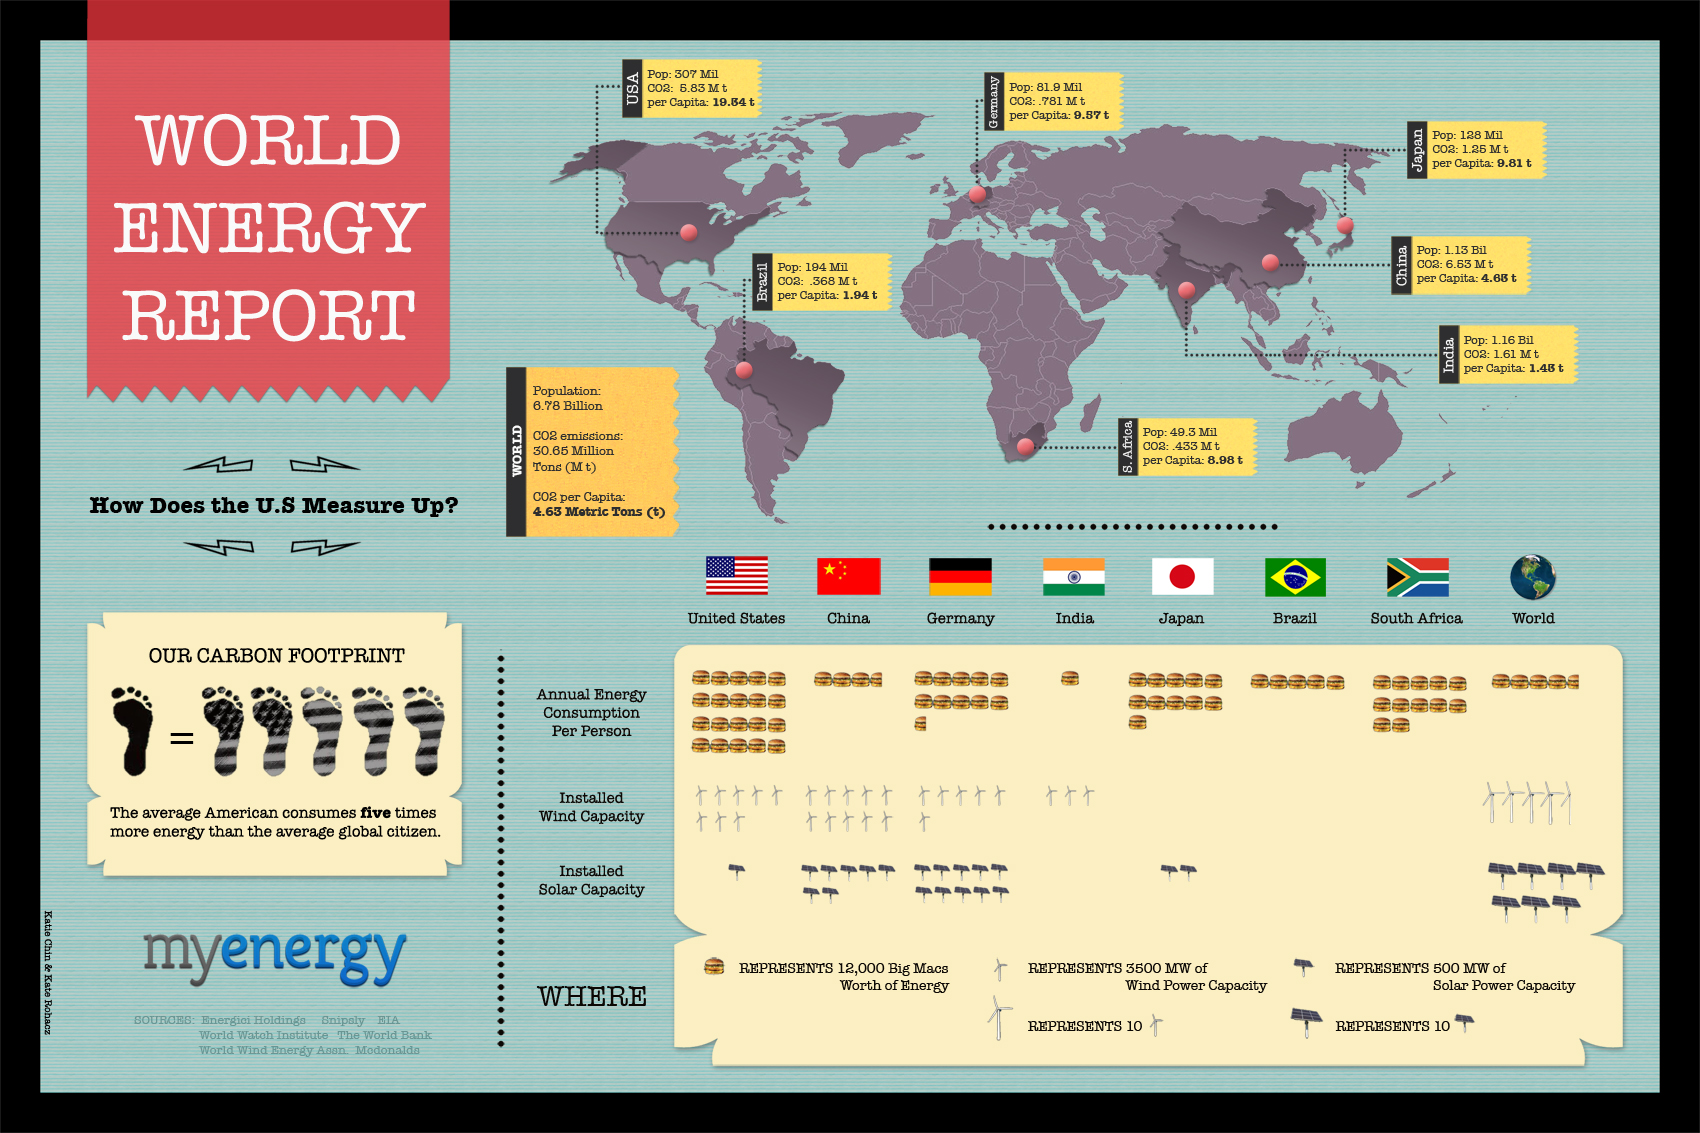 WORLD
ENERGY
REPORT
How Does the U.S Measure Up?
USA
Pop: 307 Mil
CO2: 5.83 M t
per Capita: 19.34 t
Germany
Pop: 81.9 Mil
CO2: .781 M t
per Capita: 9.57 t
Japan
Pop: 128 Mil
CO2: 1.25 M t
per Capita: 9.81 t
Brazil
Pop: 194 Mil
CO2: .368 M t
per Capita: 1.94 t
China
Pop: 1.13 Bil
CO2: 6.53 M t
per Capita: 4.63 t
India
Pop: 1.16 Bil
CO2: 1.61 M t
per Capita: 1.43 t
S. Africa
Pop: 49.3 Mil
CO2: .433 M t
per Capita: 8.98 t
WORLD
Population:
6.78 Billion
CO2 emissions:
30.65 Million
Tons (M t)
CO2 per Capita:
4.63 Metric Tons (t)
OUR CARBON FOOTPRINT
=
The average American consumes five times
more energy than the average global citizen.
United States
China
Germany
India
Japan
Brazil
South Africa
World
Annual Energy
Consumption
Per Person
Installed
Wind Capacity
Installed
Solar Capacity
WHERE
REPRESENTS 12,000 Big Macs
Worth of Energy
REPRESENTS 3500 MW of
Wind Power Capacity
REPRESENTS 500 MW of
Solar Power Capacity
REPRESENTS 10
REPRESENTS 10
myenergy
SOURCES: Energici Holdings Snipsly EIA
World Watch Institute The World Bank
World Wind Energy Assn. Mcdonalds
Katie Chin & Kate Rohacz